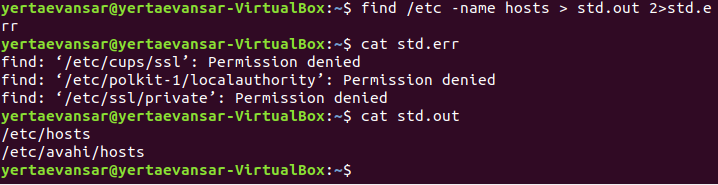 yertaevansar@yertaevansar-VirtualBox:~$ find /etc -name hosts > std.out 2>std.e
rr
yertaevansar@yertaevansar-VirtualBox:~$ cat std.err
find: ‘/etc/cups/ssl’: Permission denied
find: ‘/etc/polkit-1/localauthority’: Permission denied
find: ‘/etc/ssl/private’: Permission denied
yertaevansar@yertaevansar-VirtualBox:~$ cat std.out
/etc/hosts
/etc/avahi/hosts
yertaevansar@yertaevansar-VirtualBox:~$